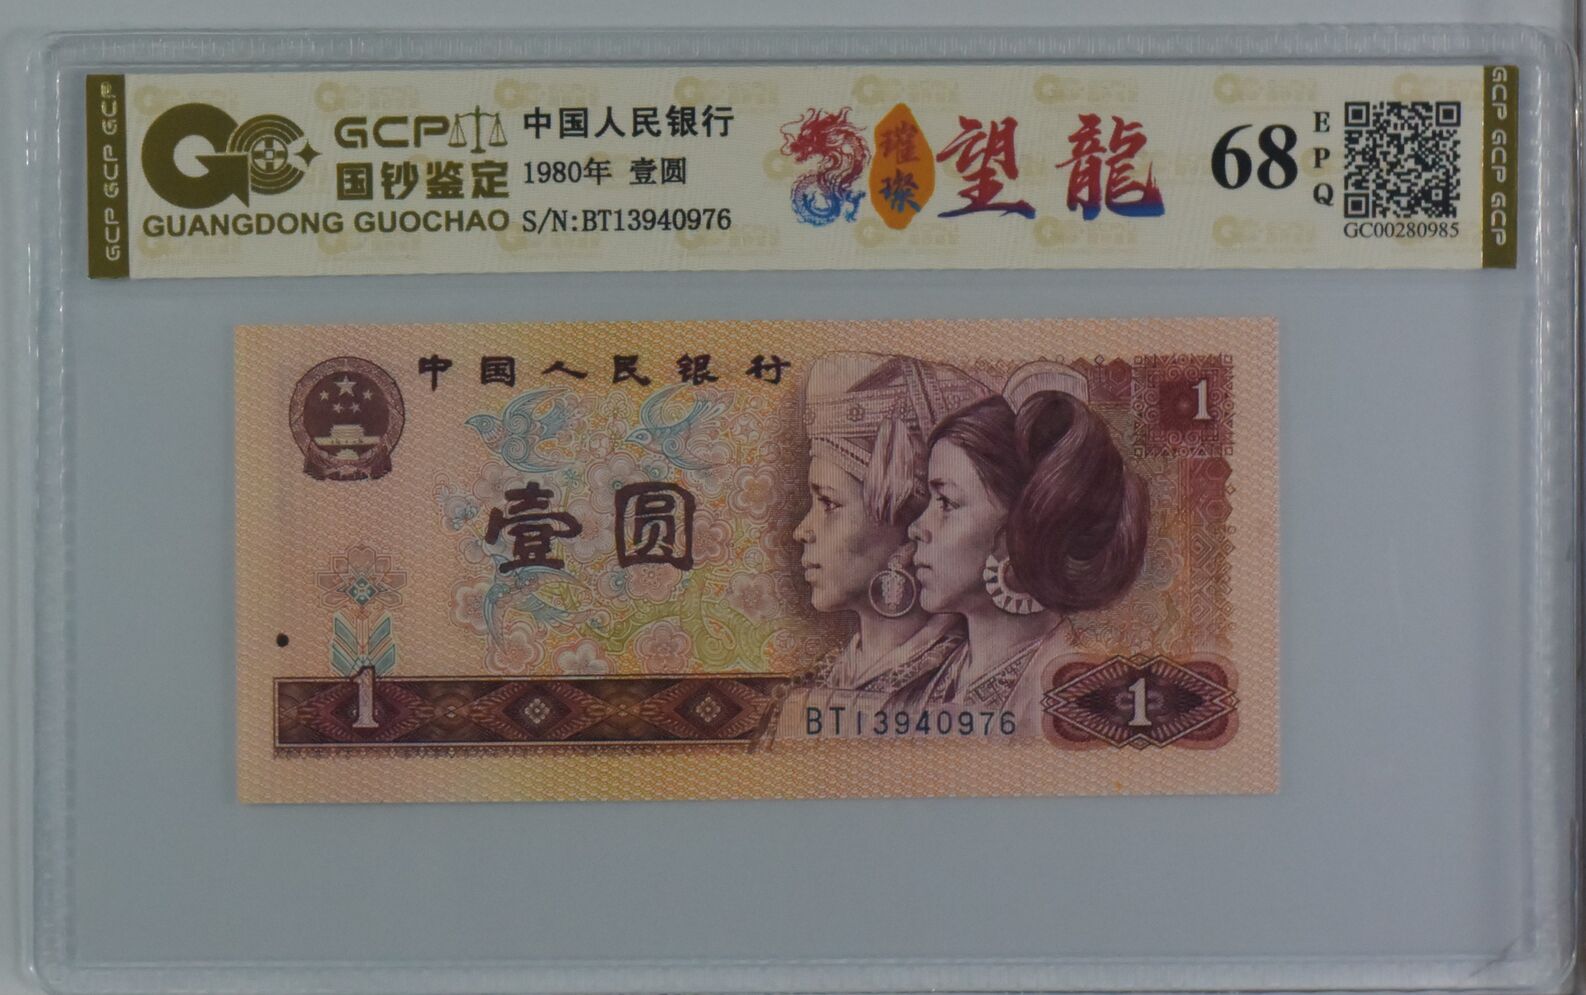 GCP GCP GCP
GCP
国钞鉴定
GUANGDONG GUOCHAO
中国人民银行
1980年 壹圆
S/N:BT13940976
璀璨
望龍
68
EPQ
GC00280985
GCP GCP GCP
中国人民银行
1
壹圆
1
BT13940976
1